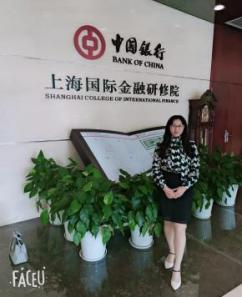 中国银行
BANK OF CHINA
上海国际金融研修院
SHANGHAI COLLEGE OF INTERNATIONAL FINANCE
FACEU